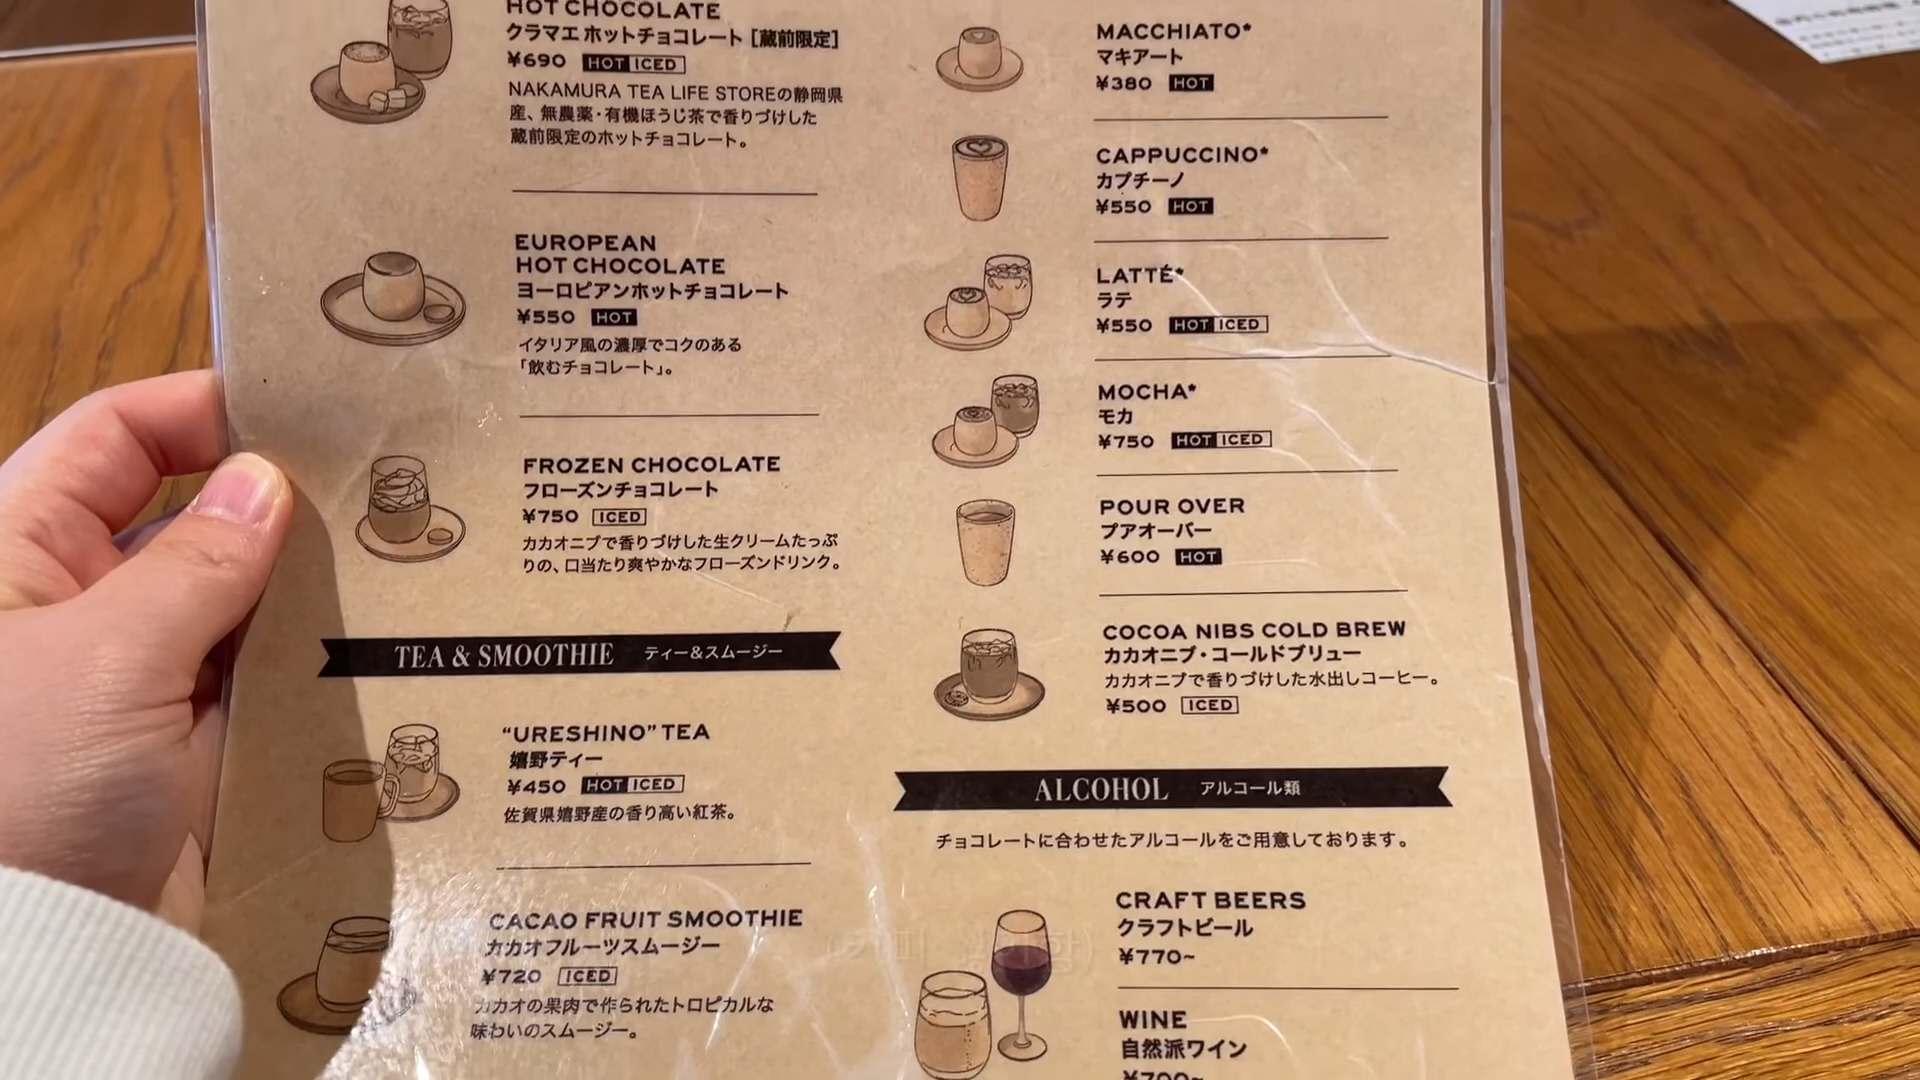 HOT CHOCOLATE
クラマエ ホットチョコレート [蔵前限定]
¥690 HOT ICED
NAKAMURA TEA LIFE STOREの静岡県
産、無農薬・有機ほうじ茶で香りづけした
蔵前限定のホットチョコレート。
EUROPEAN
HOT CHOCOLATE
ヨーロピアンホットチョコレート
¥550 HOT
イタリア風の濃厚でコクのある
「飲むチョコレート」。
FROZEN CHOCOLATE
フローズンチョコレート
¥750 ICED
カカオニブで香りづけした生クリームたっぷ
りの、口当たり爽やかなフローズンドリンク。
TEA & SMOOTHIE ティー&スムージー
“URESHINO” TEA
嬉野ティー
¥450 HOT ICED
佐賀県嬉野産の香り高い紅茶。
CACAO FRUIT SMOOTHIE
カカオフルーツスムージー
¥720 ICED
カカオの果肉で作られたトロピカルな
味わいのスムージー。
MACCHIATO*
マキアート
¥380 HOT
CAPPUCCINO*
カプチーノ
¥550 HOT
LATTÉ*
ラテ
¥550 HOT ICED
MOCHA*
モカ
¥750 HOT ICED
POUR OVER
プアオーバー
¥600 HOT
COCOA NIBS COLD BREW
カカオニブ・コールドブリュー
カカオニブで香りづけした水出しコーヒー。
¥500 ICED
ALCOHOL アルコール類
チョコレートに合わせたアルコールをご用意しております。
CRAFT BEERS
クラフトビール
¥770~
WINE
自然派ワイン
¥700~